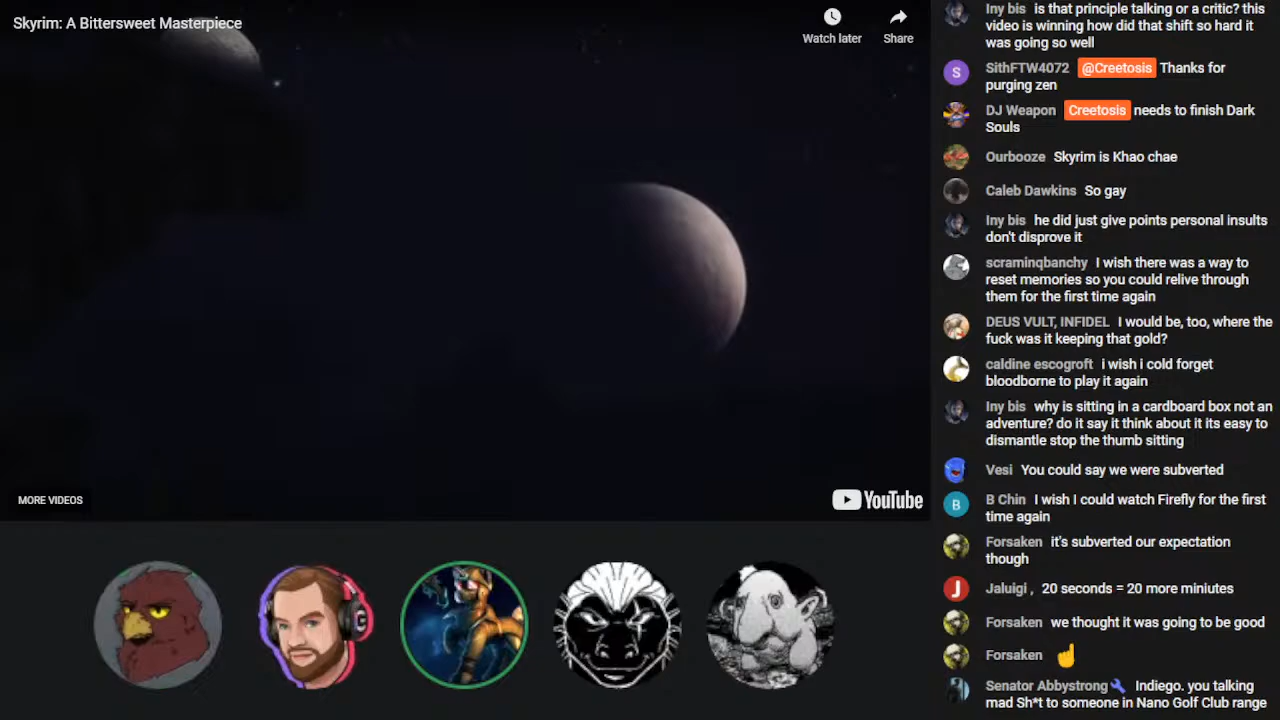 Skyrim: A Bittersweet Masterpiece
Watch later
Share
MORE VIDEOS
YouTube
Iny bis is that principle talking or a critic? this
video is winning how did that shift so hard it
was going so well
S
SithFTW4072 @Creetosis Thanks for
purging zen
DJ Weapon Creetosis needs to finish Dark
Souls
Ourbooze Skyrim is Khao chae
Caleb Dawkins So gay
Iny bis he did just give points personal insults
don't disprove it
scraminqbanchy I wish there was a way to
reset memories so you could relive through
them for the first time again
DEUS VULT, INFIDEL I would be, too, where the
fuck was it keeping that gold?
caldine escogroft i wish i cold forget
bloodborne to play it again
Iny bis why is sitting in a cardboard box not an
adventure? do it say it think about it its easy to
dismantle stop the thumb sitting
Vesi You could say we were subverted
B
B Chin I wish I could watch Firefly for the first
time again
Forsaken it's subverted our expectation
though
J
Jaluigi , 20 seconds = 20 more miniutes
Forsaken we thought it was going to be good
Forsaken ☝
Senator Abbystrong🔧 Indiego. you talking
mad Sh*t to someone in Nano Golf Club range